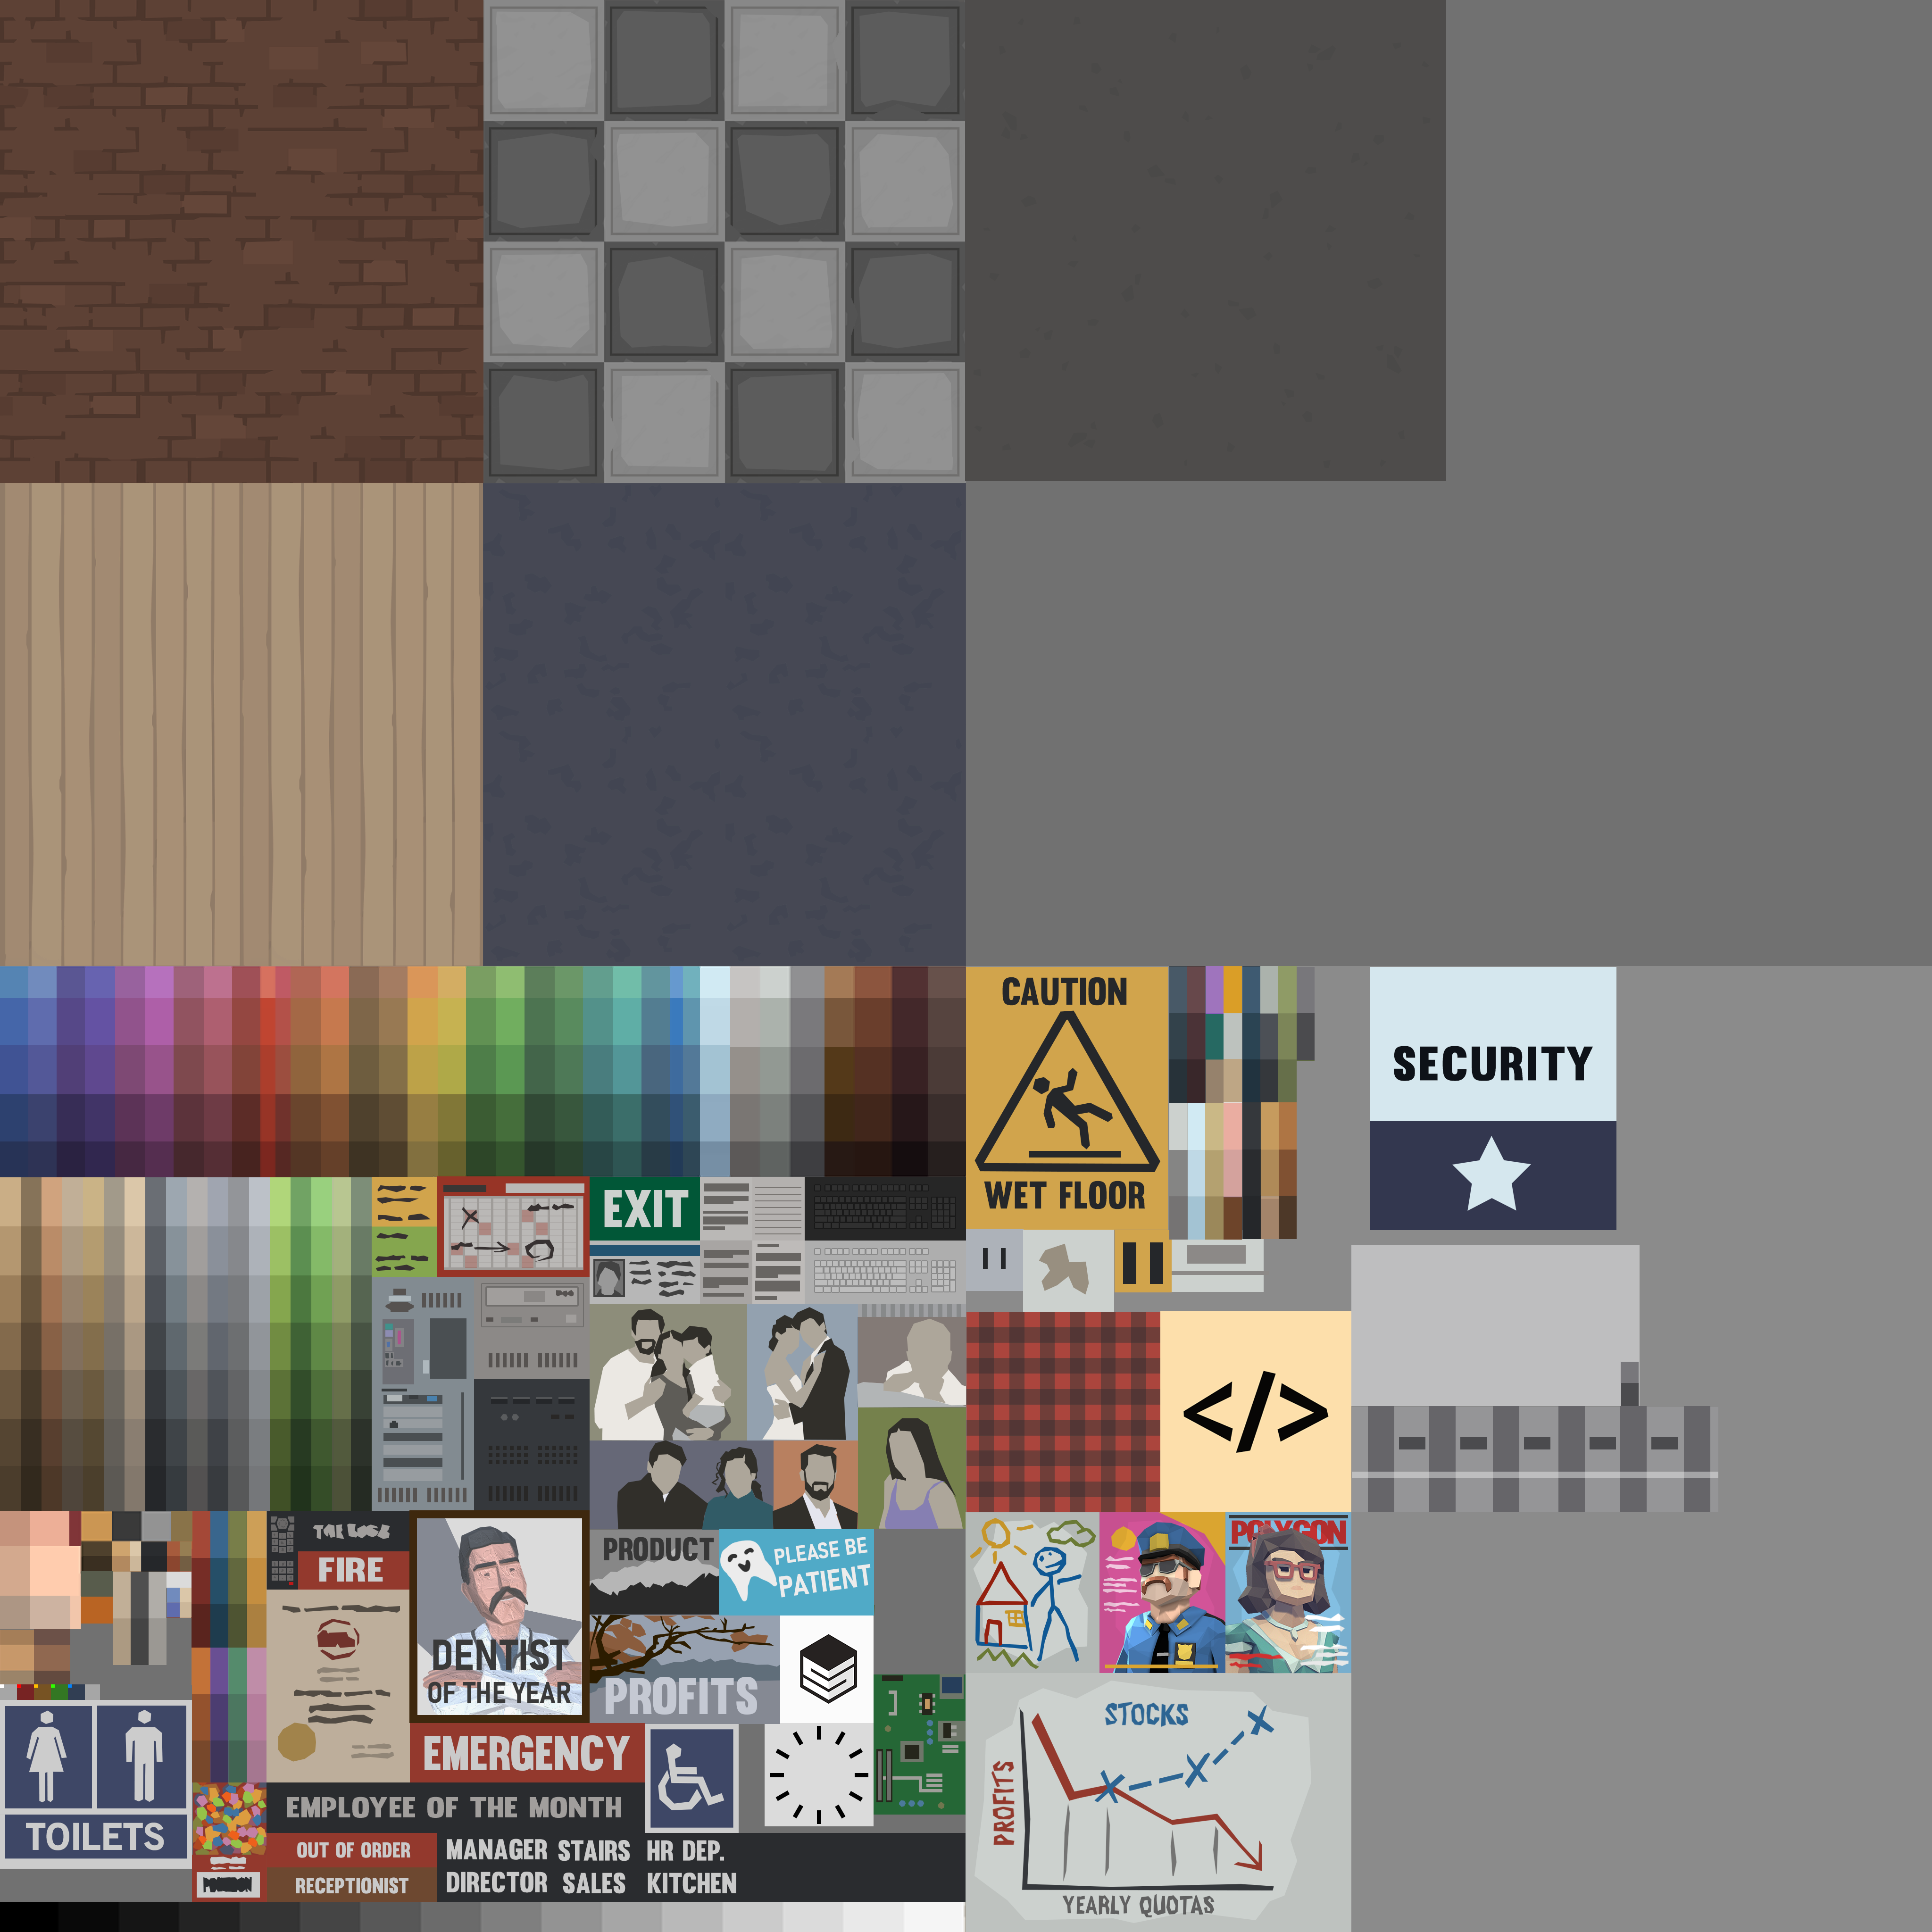 CAUTION
WET FLOOR
SECURITY
EXIT
</>
FIRE
DENTIST
OF THE YEAR
PRODUCT
PLEASE BE
PATIENT
PROFITS
POLYGON
EMERGENCY
TOILETS
EMPLOYEE OF THE MONTH
OUT OF ORDER
RECEPTIONIST
MANAGER STAIRS HR DEP.
DIRECTOR SALES KITCHEN
STOCKS
PROFITS
YEARLY QUOTAS